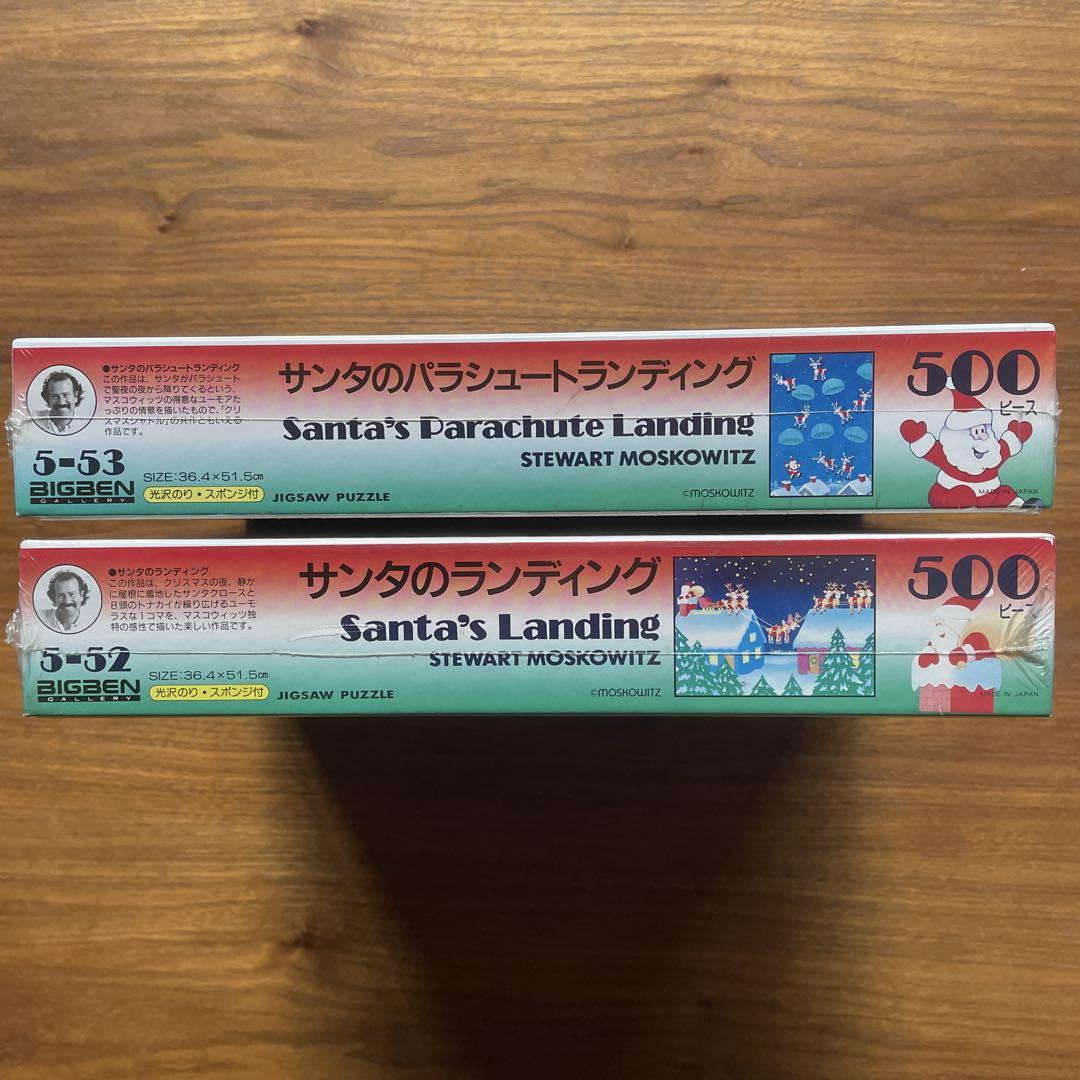 ●サンタのパラシュートランディング
この作品は、サンタがパラシュート
で聖夜の夜から降りてくるという、
マスコウィッツの得意なユーモアた
っぷりの情景を描いたもので、「クリ
スマスシャトル」の共作ともいえる
作品です。
5-53
BIGBEN
GALLERY
SIZE:36.4×51.5㎝
光沢のり・スポンジ付
JIGSAW PUZZLE
サンタのパラシュートランディング
Santa's Parachute Landing
STEWART MOSKOWITZ
©MOSKOWITZ
500
ピース
MADE IN JAPAN
●サンタのランディング
この作品は、クリスマスの夜、静か
に屋根に着地したサンタクロースと
8頭のトナカイが繰り広げるユーモ
ラスな1コマを、マスコウィッツ独
特の感性で描いた楽しい作品です。
5-52
BIGBEN
GALLERY
SIZE:36.4×51.5㎝
光沢のり・スポンジ付
JIGSAW PUZZLE
サンタのランディング
Santa's Landing
STEWART MOSKOWITZ
©MOSKOWITZ
500
ピース
MADE IN JAPAN